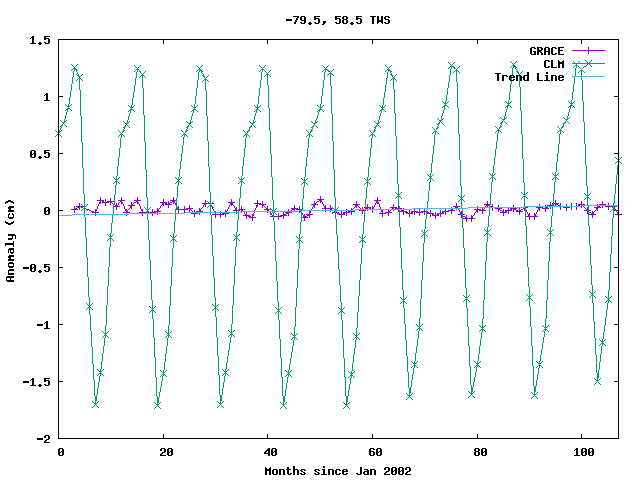 -79.5, 58.5 TWS
GRACE
CLM
Trend Line
1.5
1
0.5
0
-0.5
-1
-1.5
-2
Anomaly (cm)
0 20 40 60 80 100
Months since Jan 2002